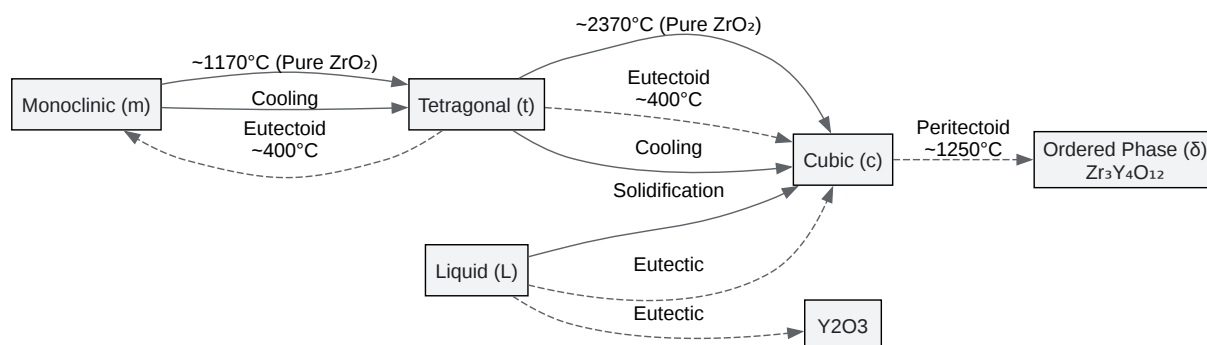 ~2370°C (Pure ZrO₂)
~1170°C (Pure ZrO₂)
Eutectoid
~400°C
Monoclinic (m)
Cooling
Tetragonal (t)
Eutectoid
~400°C
Cooling
Cubic (c)
Peritectoid
~1250°C
Ordered Phase (δ)
Zr₃Y₄O₁₂
Solidification
Liquid (L)
Eutectic
Eutectic
Y2O3